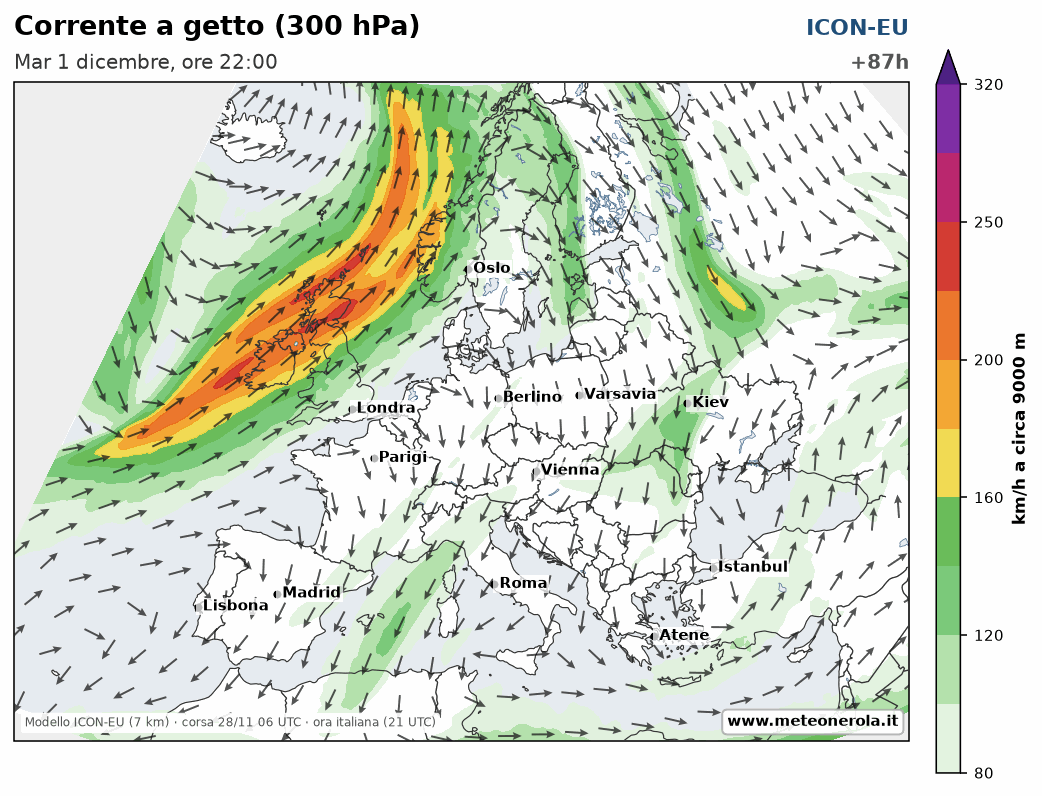 Corrente a getto (300 hPa)
ICON-EU
Mar 1 dicembre, ore 22:00
+87h
320
250
200
160
120
80
km/h a circa 9000 m
Oslo
Berlino
Varsavia
Kiev
Londra
Parigi
Vienna
Istanbul
Roma
Madrid
Lisbona
Atene
Modello ICON-EU (7 km) · corsa 28/11 06 UTC · ora italiana (21 UTC)
www.meteonerola.it